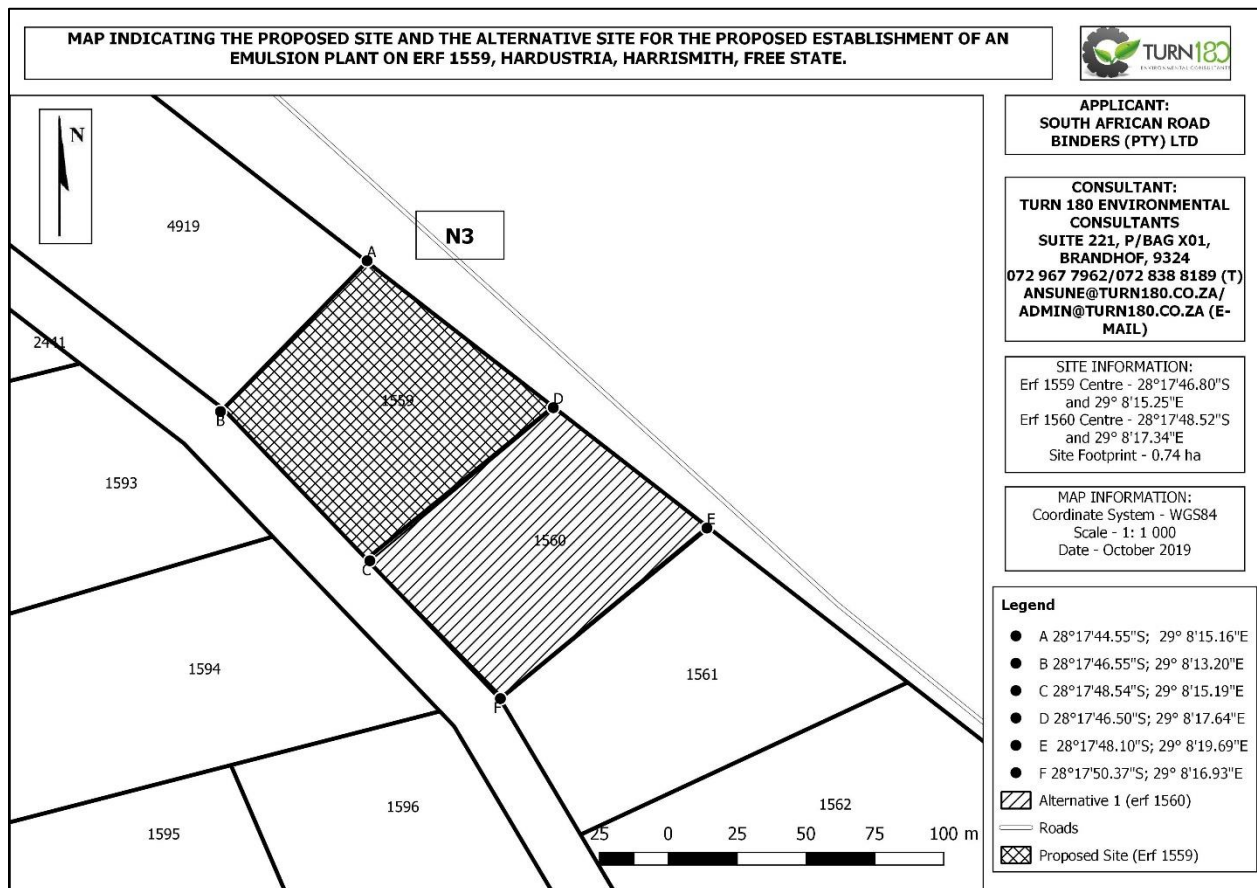 MAP INDICATING THE PROPOSED SITE AND THE ALTERNATIVE SITE FOR THE PROPOSED ESTABLISHMENT OF AN
EMULSION PLANT ON ERF 1559, HARDUSTRIA, HARRISMITH, FREE STATE.
TURN180
ENVIRONMENTAL CONSULTANTS
APPLICANT:
SOUTH AFRICAN ROAD
BINDERS (PTY) LTD
CONSULTANT:
TURN 180 ENVIRONMENTAL
CONSULTANTS
SUITE 221, P/BAG X01,
BRANDHOF, 9324
072 967 7962/072 838 8189 (T)
ANSUNE@TURN180.CO.ZA/
ADMIN@TURN180.CO.ZA (E-
MAIL)
SITE INFORMATION:
Erf 1559 Centre - 28°17'46.80"S
and 29° 8'15.25"E
Erf 1560 Centre - 28°17'48.52"S
and 29° 8'17.34"E
Site Footprint - 0.74 ha
MAP INFORMATION:
Coordinate System - WGS84
Scale - 1: 1 000
Date - October 2019
Legend
A 28°17'44.55"S; 29° 8'15.16"E
B 28°17'46.55"S; 29° 8'13.20"E
C 28°17'48.54"S; 29° 8'15.19"E
D 28°17'46.50"S; 29° 8'17.64"E
E 28°17'48.10"S; 29° 8'19.69"E
F 28°17'50.37"S; 29° 8'16.93"E
Alternative 1 (erf 1560)
Roads
Proposed Site (Erf 1559)
N
4919
N3
A
2441
1559
D
B
1593
E
1560
C
1594
1561
F
1596
1562
1595
25 0 25 50 75 100 m